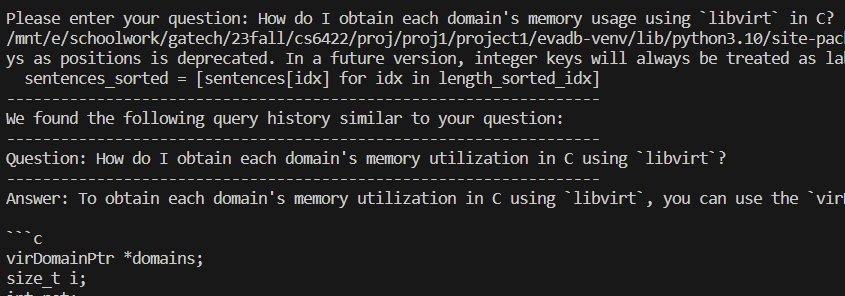 Please enter your question: How do I obtain each domain's memory usage using `libvirt` in C?
/mnt/e/schoolwork/gatech/23fall/cs6422/proj/proj1/project1/evadb-venv/lib/python3.10/site-pac
ys as positions is deprecated. In a future version, integer keys will always be treated as la
  sentences_sorted = [sentences[idx] for idx in length_sorted_idx]
----------------------------------------------------------------
We found the following query history similar to your question:
----------------------------------------------------------------
Question: How do I obtain each domain's memory utilization in C using `libvirt`?
----------------------------------------------------------------
Answer: To obtain each domain's memory utilization in C using `libvirt`, you can use the `vir

```c
virDomainPtr *domains;
size_t i;
int ret;